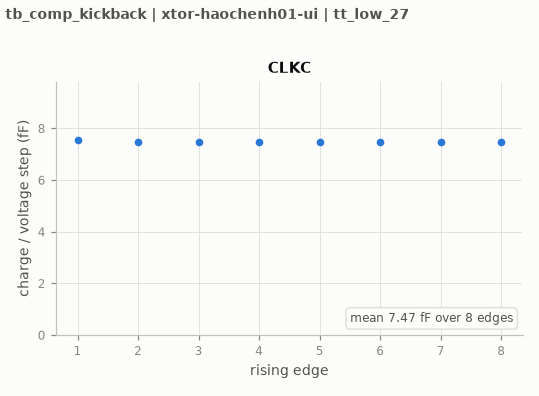 tb_comp_kickback | xtor-haochenh01-ui | tt_low_27
CLKC
charge / voltage step (fF)
8
6
4
2
0
mean 7.47 fF over 8 edges
1 2 3 4 5 6 7 8
rising edge